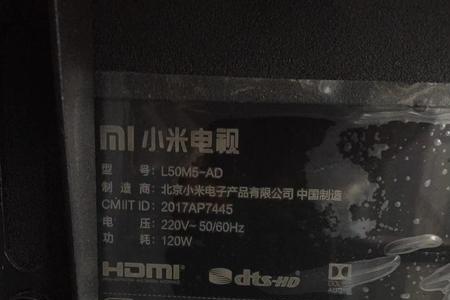 mi 小米电视
型 号: L50M5-AD
制 造 商: 北京小米电子产品有限公司 中国制造
CMIIT ID: 2017AP7445
电 压: 220V~ 50/60Hz
功 耗: 120W
HDMI dts-HD